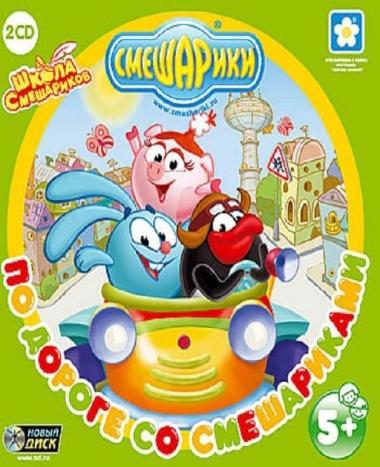 2CD
СМЕШАРИКИ
www.smeshariki.ru
ШКОЛА
СМЕШАРИКОВ
ПО ДОРОГЕ СО СМЕШАРИКАМИ
НОВЫЙ
ДИСК
www.nd.ru
5+